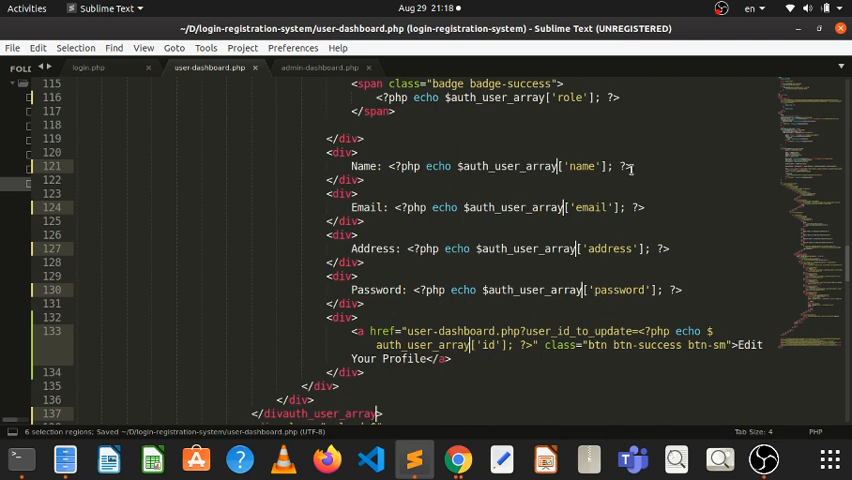 Activities
Sublime Text
Aug 29 21:18
en
~/D/login-registration-system/user-dashboard.php (login-registration-system) - Sublime Text (UNREGISTERED)
File Edit Selection Find View Goto Tools Project Preferences Help
FOL
login.php
user-dashboard.php
admin-dashboard.php
115 <span class="badge badge-success">
116 <?php echo $auth_user_array['role']; ?>
117 </span>
118
119 </div>
120 <div>
121 Name: <?php echo $auth_user_array['name']; ?>
122 </div>
123 <div>
124 Email: <?php echo $auth_user_array['email']; ?>
125 </div>
126 <div>
127 Address: <?php echo $auth_user_array['address']; ?>
128 </div>
129 <div>
130 Password: <?php echo $auth_user_array['password']; ?>
131 </div>
132 <div>
133 <a href="user-dashboard.php?user_id_to_update=<?php echo $
auth_user_array['id']; ?>" class="btn btn-success btn-sm">Edit
Your Profile</a>
134 </div>
135 </div>
136 </div>
137 </divauth_user_array>
6 selection regions; Saved ~/D/login-registration-system/user-dashboard.php (UTF-8)
Tab Size: 4
PHP